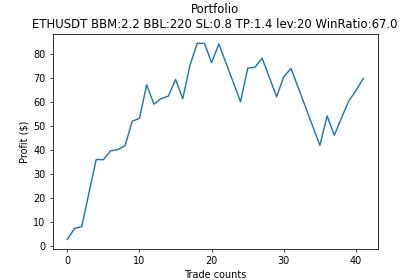 Portfolio
ETHUSDT BBM:2.2 BBL:220 SL:0.8 TP:1.4 lev:20 WinRatio:67.0
Profit ($)
80
70
60
50
40
30
20
10
0
0 10 20 30 40
Trade counts